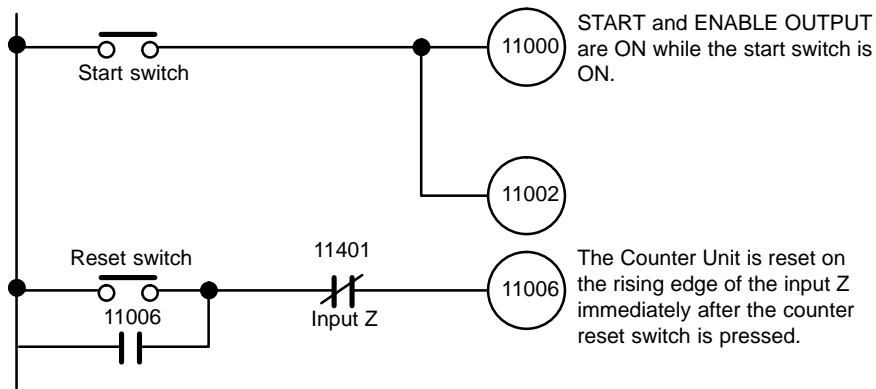 11000
START and ENABLE OUTPUT
are ON while the start switch is
ON.
Start switch
11002
Reset switch
11401
11006
The Counter Unit is reset on
the rising edge of the input Z
immediately after the counter
reset switch is pressed.
11006
Input Z